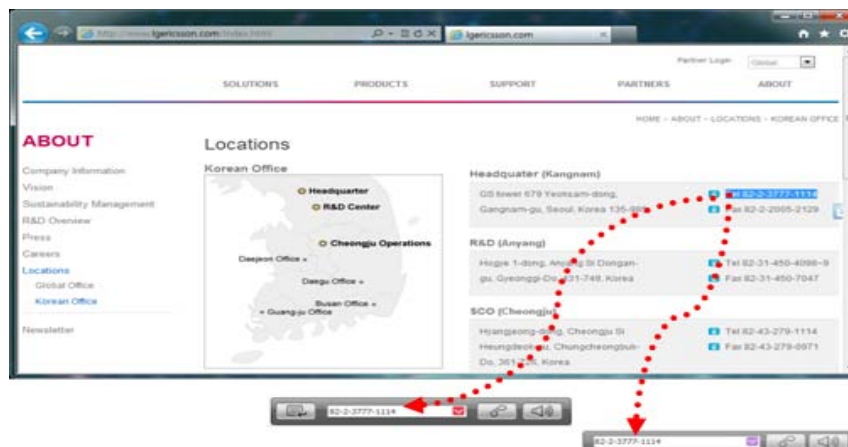 http://www.lgericsson.com/index.html
lgericsson.com
Partner Login
Global
SOLUTIONS
PRODUCTS
SUPPORT
PARTNERS
ABOUT
HOME - ABOUT - LOCATIONS - KOREAN OFFICE
ABOUT
Company Information
Vision
Sustainability Management
R&D Overview
Press
Careers
Locations
Global Office
Korean Office
Newsletter
Locations
Korean Office
Headquarter
R&D Center
Cheongju Operations
Daejeon Office
Daegu Office
Busan Office
Guang-ju Office
Headquater (Kangnam)
GS tower 679 Yeoksam-dong,
Gangnam-gu, Seoul, Korea
Tel 82-2-3777-1114
Fax 82-2-2005-2129
R&D (Anyang)
Hogye 1-dong, Anyang Si Dongan-
gu, Gyeonggi-Do, 431-749, Korea
Tel 82-31-450-4098~9
Fax 82-31-450-7047
SCO (Cheongju)
Hyangjeong-dong, Cheongju Si
Chungcheongbuk-
Do, Korea
Tel 82-43-279-1114
Fax 82-43-279-0971
82-2-3777-1114
82-2-3777-1114